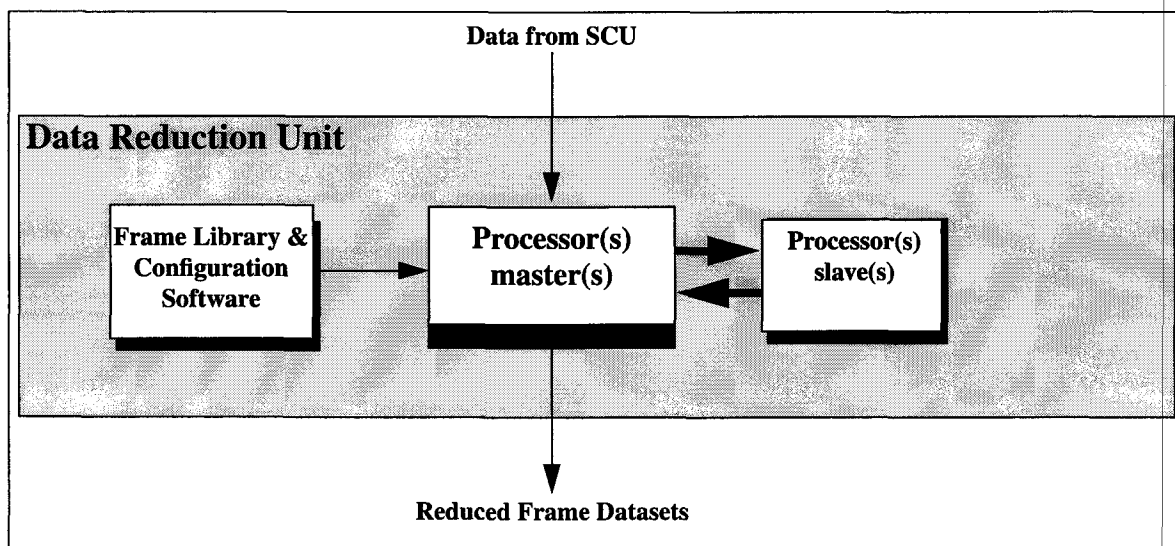 Data from SCU
Data Reduction Unit
Frame Library &
Configuration
Software
Processor(s)
master(s)
Processor(s)
slave(s)
Reduced Frame Datasets